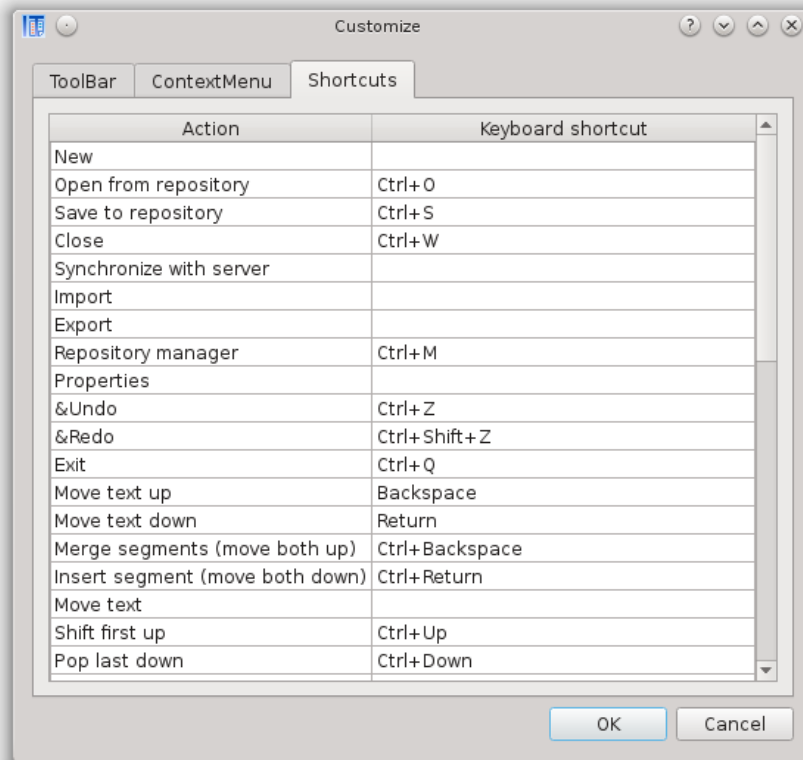 Customize
ToolBar ContextMenu Shortcuts
Action Keyboard shortcut
New
Open from repository Ctrl+O
Save to repository Ctrl+S
Close Ctrl+W
Synchronize with server
Import
Export
Repository manager Ctrl+M
Properties
&Undo Ctrl+Z
&Redo Ctrl+Shift+Z
Exit Ctrl+Q
Move text up Backspace
Move text down Return
Merge segments (move both up) Ctrl+Backspace
Insert segment (move both down) Ctrl+Return
Move text
Shift first up Ctrl+Up
Pop last down Ctrl+Down
OK Cancel